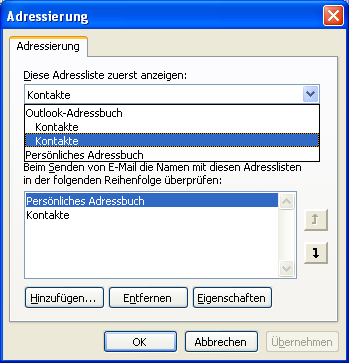 Adressierung
Adressierung
Diese Adressliste zuerst anzeigen:
Kontakte
Outlook-Adressbuch
Kontakte
Kontakte
Persönliches Adressbuch
Beim Senden von E-Mail die Namen mit diesen Adresslisten
in der folgenden Reihenfolge überprüfen:
Persönliches Adressbuch
Kontakte
Hinzufügen... Entfernen Eigenschaften
OK Abbrechen Übernehmen